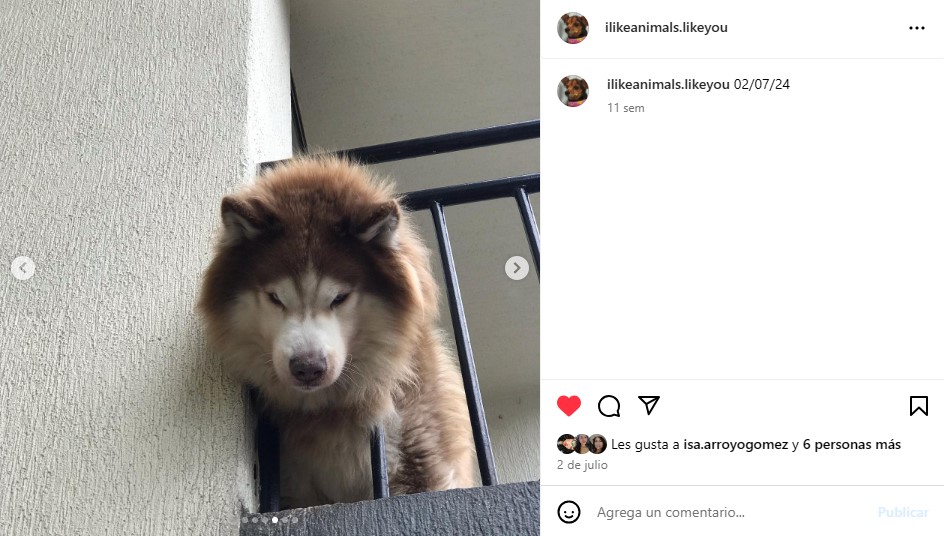 ilikeanimals.likeyou
ilikeanimals.likeyou 02/07/24
11 sem
Les gusta a isa.arroyogomez y 6 personas más
2 de julio
Agrega un comentario...
Publicar